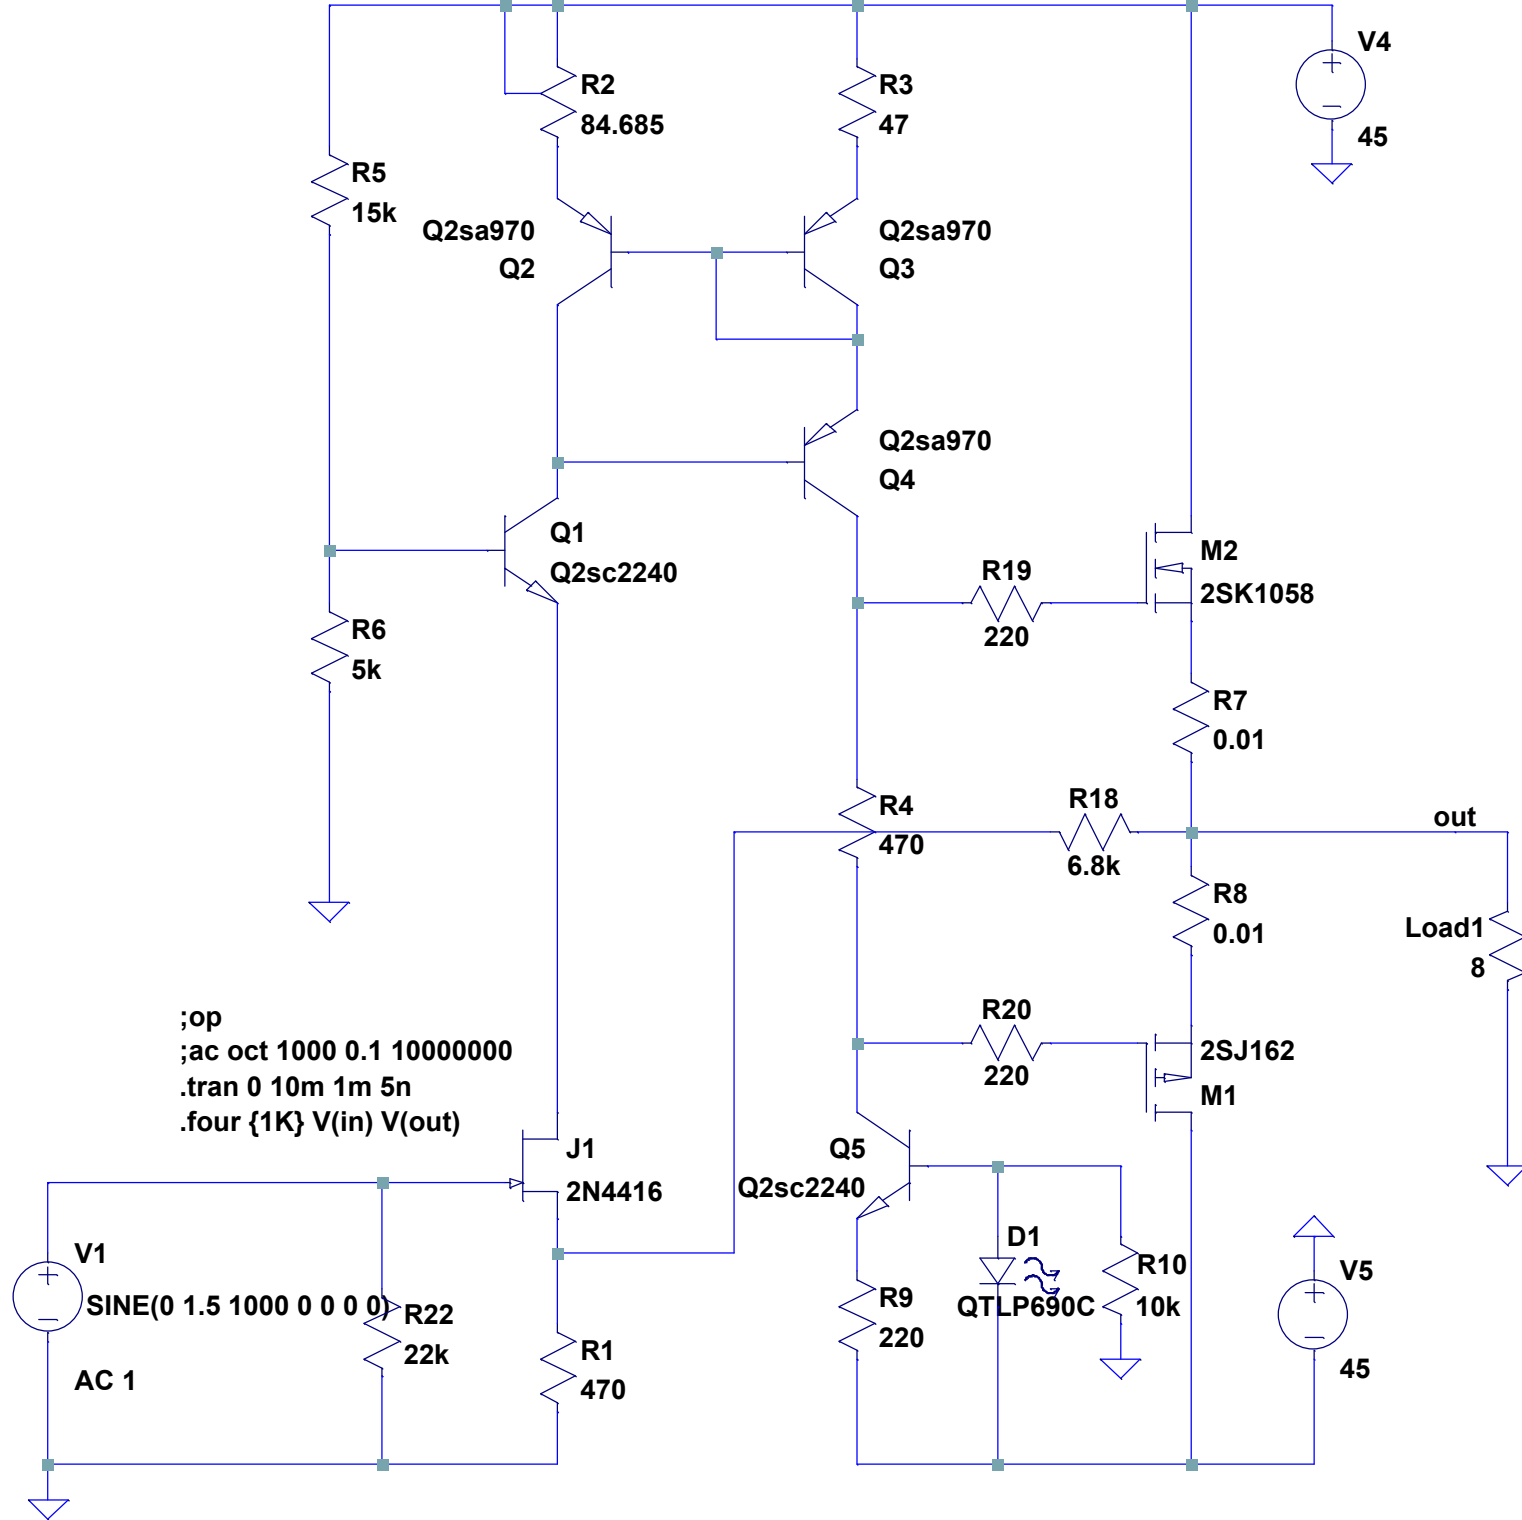 V4
45
R2
84.685
R3
47
R5
15k
Q2sa970
Q2
Q2sa970
Q3
Q2sa970
Q4
Q1
Q2sc2240
M2
2SK1058
R19
220
R6
5k
R7
0.01
R4
470
R18
6.8k
out
R8
0.01
Load1
8
;op
;ac oct 1000 0.1 10000000
.tran 0 10m 1m 5n
.four {1K} V(in) V(out)
R20
220
2SJ162
M1
J1
2N4416
Q5
Q2sc2240
V1
SINE(0 1.5 1000 0 0 0 0)
AC 1
R22
22k
R1
470
D1
QTLP690C
R9
220
R10
10k
V5
45